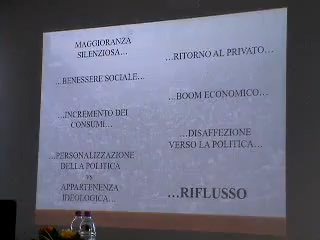 MAGGIORANZA
SILENZIOSA…
…RITORNO AL PRIVATO…
…BENESSERE SOCIALE…
…BOOM ECONOMICO…
…INCREMENTO DEI
CONSUMI…
…DISAFFEZIONE
VERSO LA POLITICA…
…PERSONALIZZAZIONE
DELLA POLITICA
vs
APPARTENENZA
IDEOLOGICA…
…RIFLUSSO